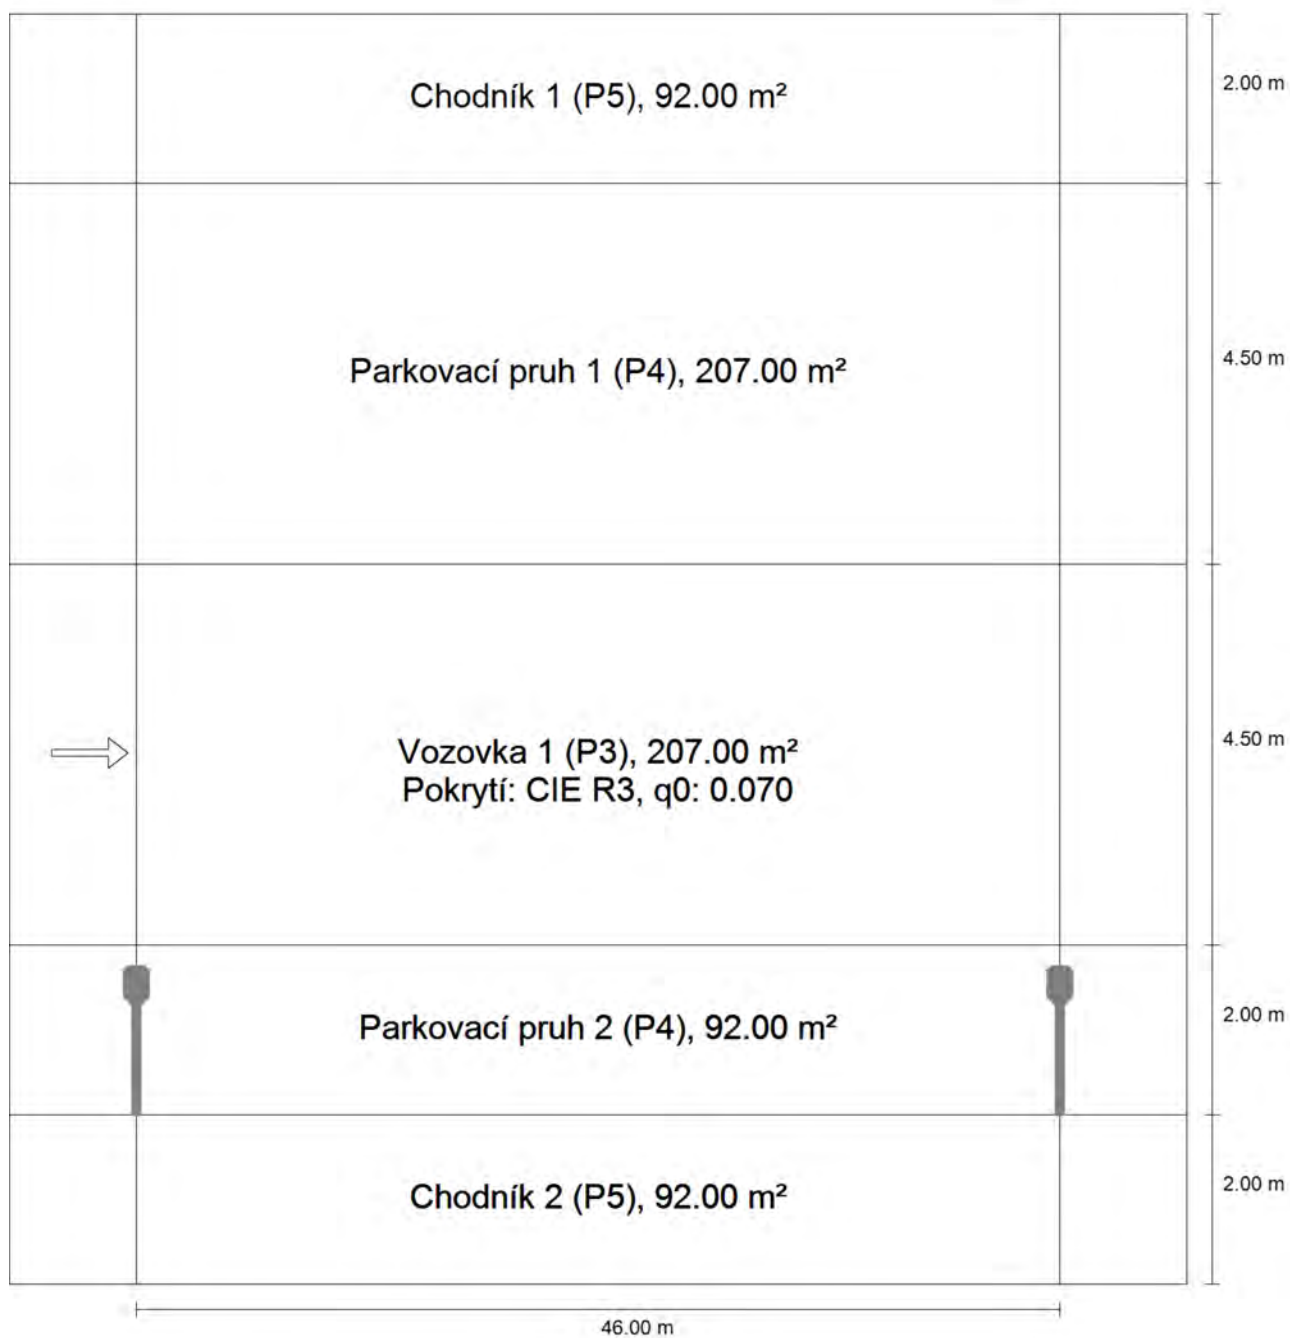 2.00 m
Chodník 1 (P5), 92.00 m²
4.50 m
Parkovací pruh 1 (P4), 207.00 m²
4.50 m
Vozovka 1 (P3), 207.00 m²
Pokrytí: CIE R3, q0: 0.070
2.00 m
Parkovací pruh 2 (P4), 92.00 m²
2.00 m
Chodník 2 (P5), 92.00 m²
46.00 m